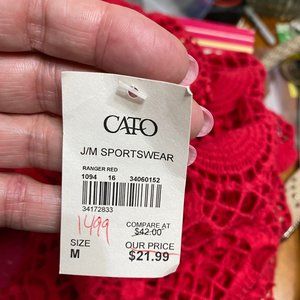 CATO
J/M SPORTSWEAR
RANGER RED
1094 16 34060152
34172833
1499
COMPARE AT
$42.00
SIZE OUR PRICE
M $21.99